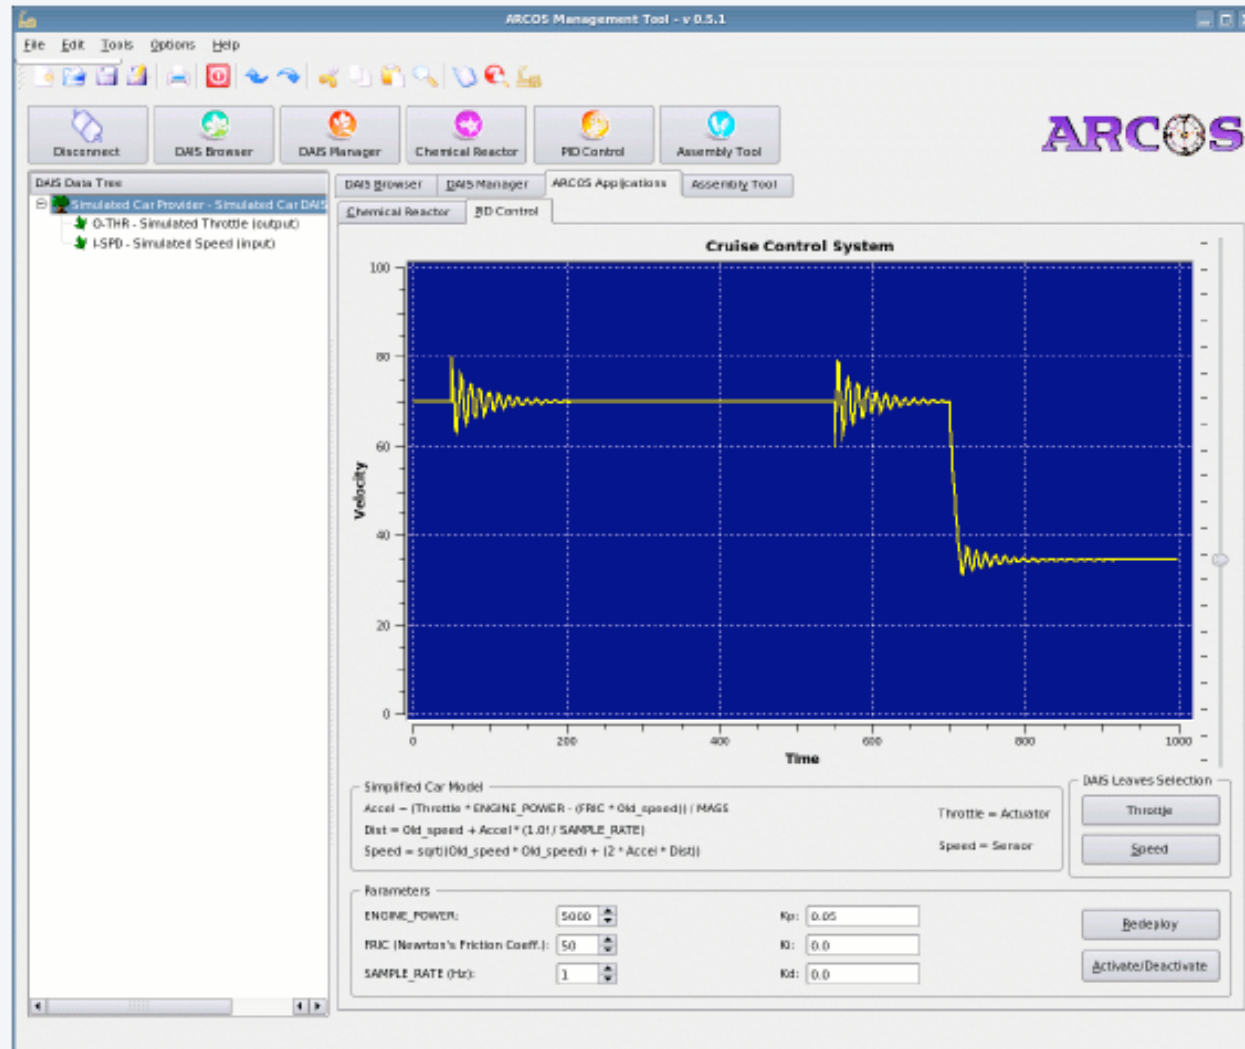 ARCOS Management Tool - v 0.5.1
File Edit Tools Options Help
Disconnect DAIS Browser DAIS Manager Chemical Reactor PID Control Assembly Tool
ARCOS
DAIS Data Tree
Simulated Car Provider - Simulated Car DAIS
O-THR - Simulated Throttle (output)
I-SPD - Simulated Speed (input)
DAIS Browser DAIS Manager ARCOS Applications Assembly Tool
Chemical Reactor PID Control
Cruise Control System
100
80
60
40
20
0
Velocity
0 200 400 600 800 1000
Time
Simplified Car Model
Accel = (Throttle * ENGINE_POWER - (FRIC * Old_speed)) / MASS
Dist = Old_speed + Accel * (1.0f / SAMPLE_RATE)
Speed = sqrt((Old_speed * Old_speed) + (2 * Accel * Dist))
Throttle = Actuator
Speed = Sensor
DAIS Leaves Selection
Throttle
Speed
Parameters
ENGINE_POWER: 5000 Kp: 0.05
FRIC (Newrton's Friction Coeff.): 50 Ki: 0.0
SAMPLE_RATE (Hz): 1 Kd: 0.0
Redeploy
Activate/Deactivate